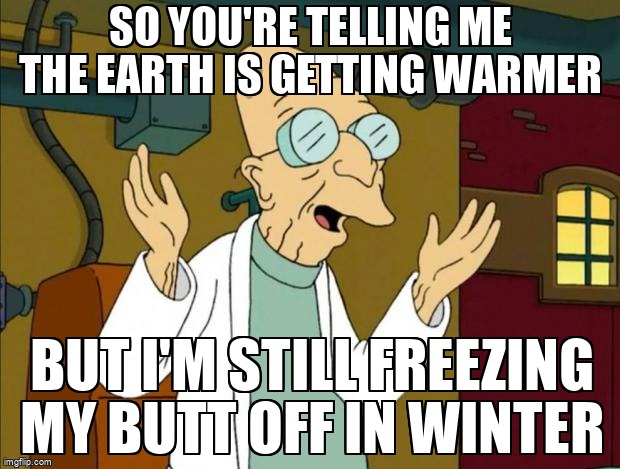 SO YOU'RE TELLING ME
THE EARTH IS GETTING WARMER
BUT I'M STILL FREEZING
MY BUTT OFF IN WINTER
imgflip.com